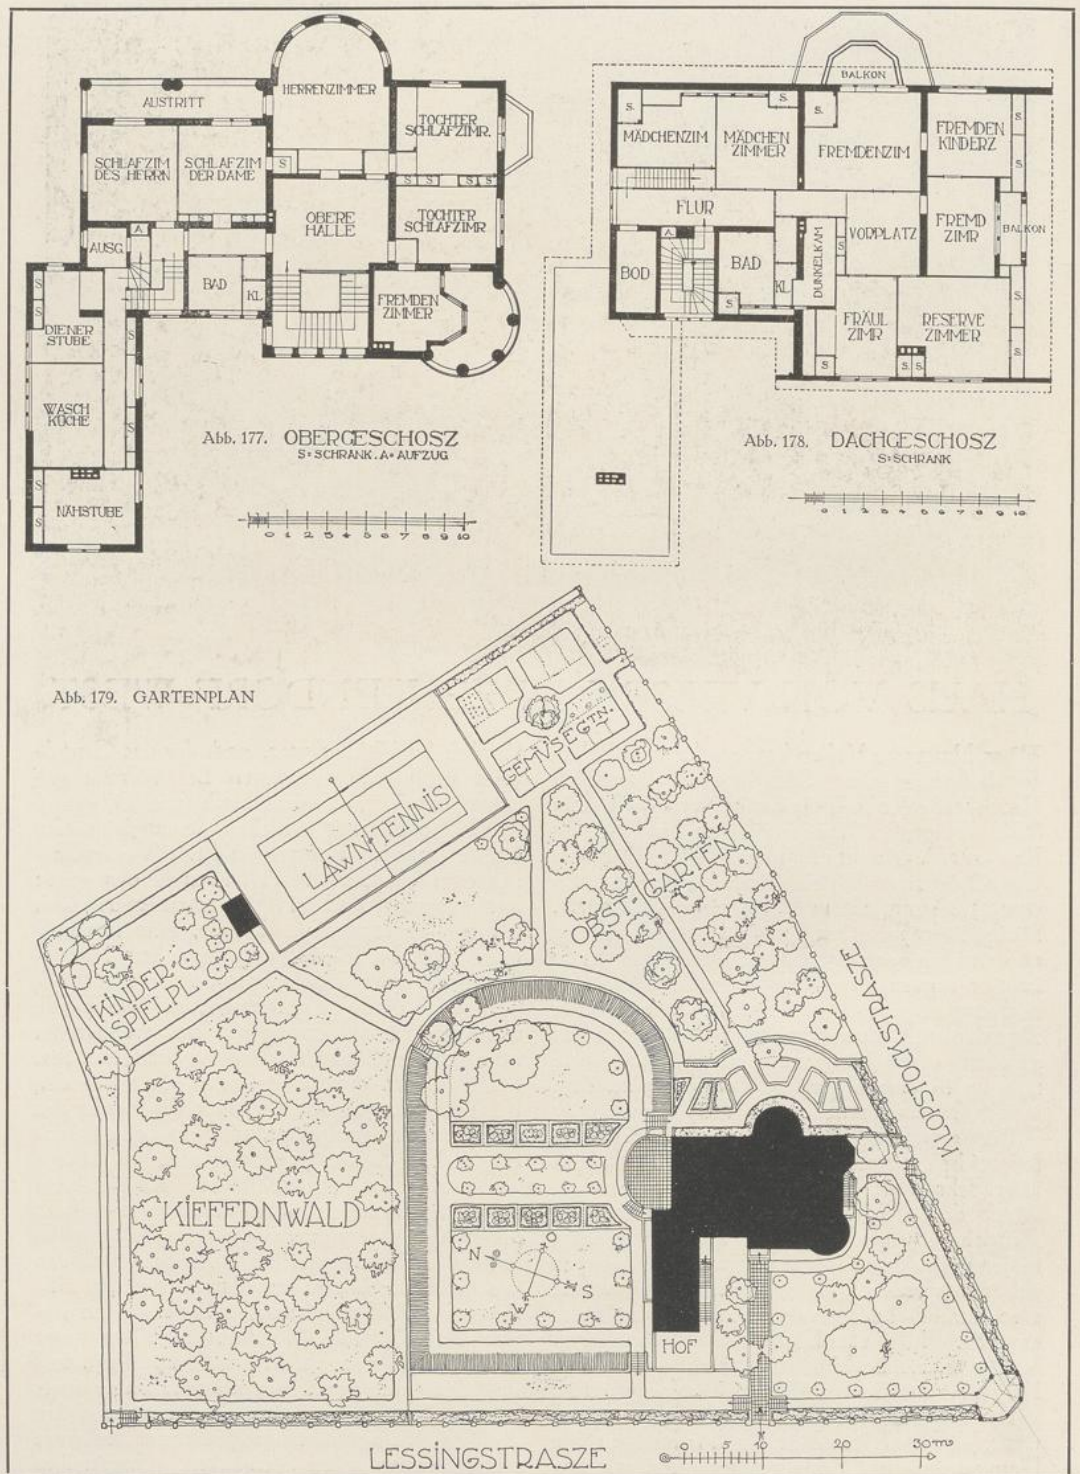 AUSTRITT
HERRENZIMMER
TOCHTER
SCHLAFZIMR.
SCHLAFZIM
DES HERRN
SCHLAFZIM
DER DAME
S
S S S S
S S
OBERE
HALLE
TOCHTER
SCHLAFZIMR
AUSG.
A
BAD
KL
FREMDEN
ZIMMER
S
S
DIENER
STUBE
S
WASCH
KÜCHE
S
S
S
NÄHSTUBE
Abb. 177. OBERGESCHOSZ
S=SCHRANK. A=AUFZUG
0 1 2 3 4 5 6 7 8 9 10
BALKON
S.
S.
S.
S.
S.
MÄDCHENZIM
MÄDCHEN
ZIMMER
FREMDENZIM
FREMDEN
KINDERZ
FLUR
VORPLATZ
FREMD
ZIMR
BALKON
BOD
A
BAD
S
KL
DUNKELKAM
S
FRÄUL
ZIMR
RESERVE
ZIMMER
S
S
S
S S
Abb. 178. DACHGESCHOSZ
S=SCHRANK
0 1 2 3 4 5 6 7 8 9 10
Abb. 179. GARTENPLAN
GEMVSEGTN.
LAWN-TENNIS
OBST-
GARTEN
KINDER-
SPIELPL.
KLOPSTOCKSTRASZE
KIEFERNWALD
N
O
S
W
HOF
LESSINGSTRASZE
0 5 10 20 30 m